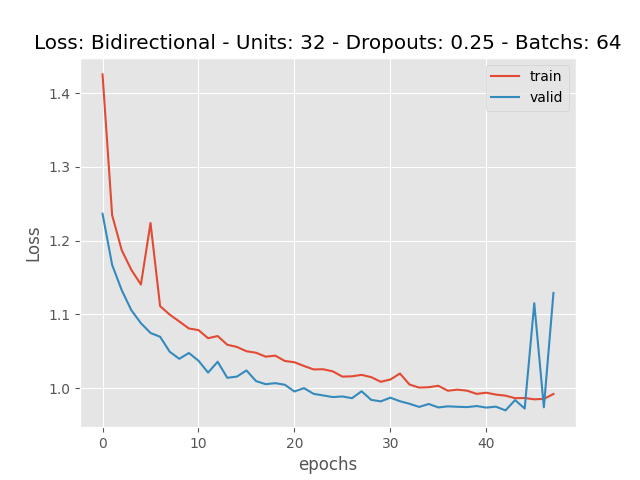 Loss: Bidirectional - Units: 32 - Dropouts: 0.25 - Batchs: 64
train
valid
1.4
1.3
1.2
1.1
1.0
Loss
0 10 20 30 40
epochs